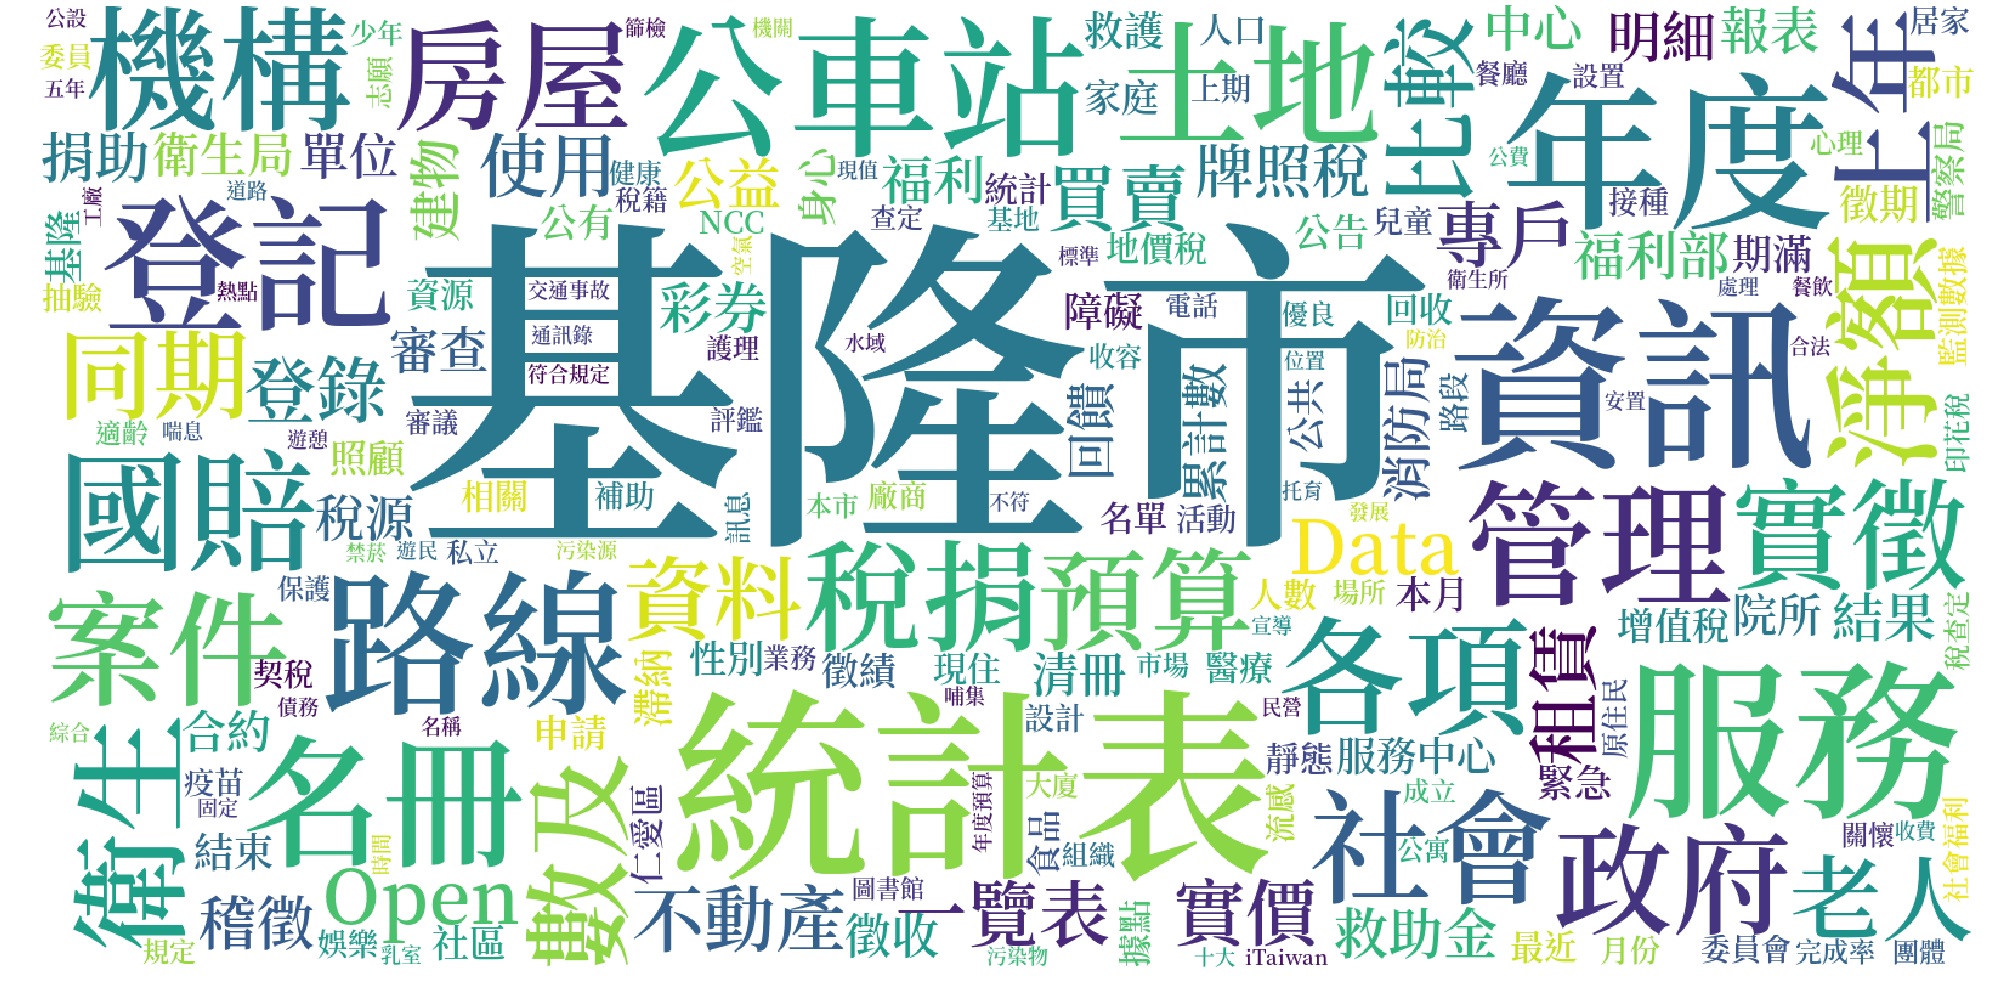 公設
機構
少年
房屋
篩檢
公車站
機關
救護
人口
土地
比較
中心
明細
報表
上年
居家
委員
五年
志願
家庭
上期
餐廳
設置
年度
都市
捐助
衛生局
單位
建物
使用
健康
稅籍
公益
身心
現值
福利
統計
買賣
牌照稅
公費
心理
警察局
基隆
工廠
道路
登記
公有
NCC
查定
基地
地價稅
公告
兒童
專戶
接種
徵期
福利部
期滿
淨額
抽驗
熱點
資源
交通事故
空氣
彩券
基隆市
標準
障礙
電話
優良
回收
衛生所
處理
餐飲
監測數據
同期
登錄
審查
通訊錄
符合規定
護理
水域
收容
位置
防治
合法
資訊
適齡
喘息
遊憩
審議
評鑑
回饋
累計數
公共
消防局
路段
安置
印花稅
國賠
照顧
稅源
相關
補助
訊息
本市
廠商
不符
名單
活動
托育
管理
實徵
禁菸
遊民
私立
污染源
Data
發展
案件
保護
路線
資料
稅捐
預算
人數
場所
本月
增值稅
院所
結果
稅查定
契稅
債務
滯納
性別
業務
徵績
現住
清冊
市場
醫療
宣導
各項
租賃
原住民
服務
綜合
衛生
合約
名冊
名稱
申請
數及
統計表
哺集
設計
民營
靜態
服務中心
緊急
疫苗
固定
仁愛區
年度預算
大廈
食品
流感
成立
社會
政府
關懷
收費
社會福利
結束
時間
組織
公寓
老人
稽徵
Open
不動產
圖書館
一覽表
實價
救助金
規定
娛樂
乳室
社區
徵收
污染物
據點
十大
iTaiwan
最近
月份
委員會
完成率
團體